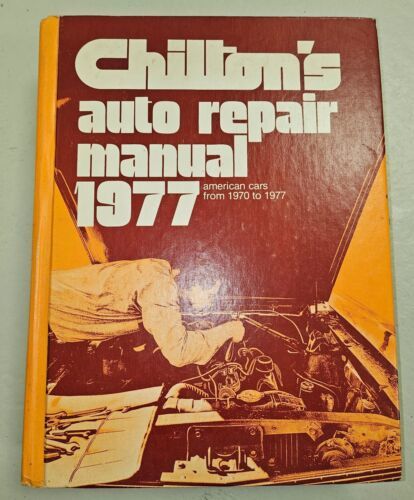 Chilton's
auto repair
manual
1977
american cars
from 1970 to 1977